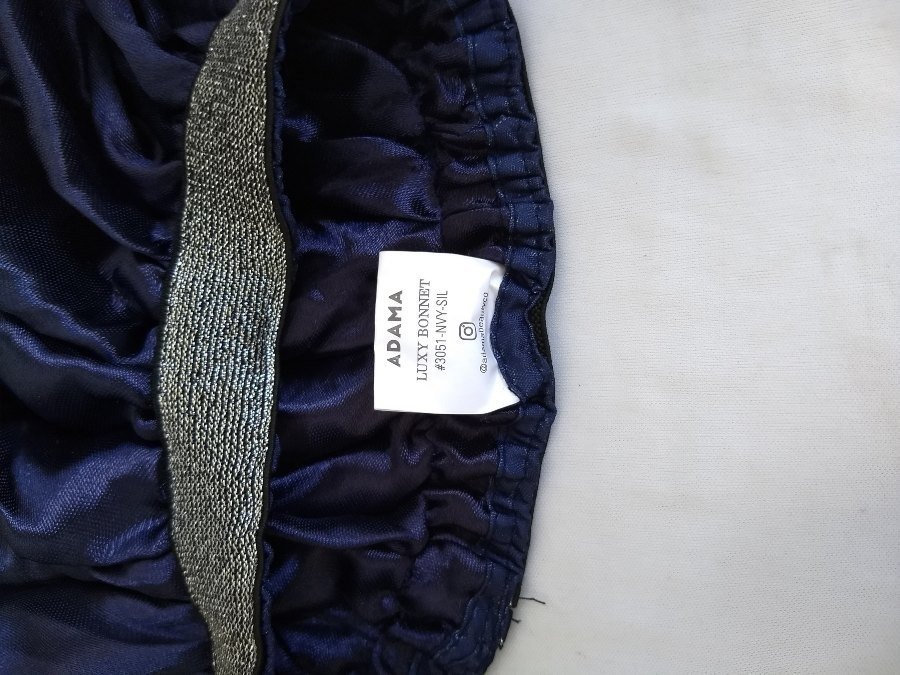 ADAMA
LUXY BONNET
#3051-NVY-SIL